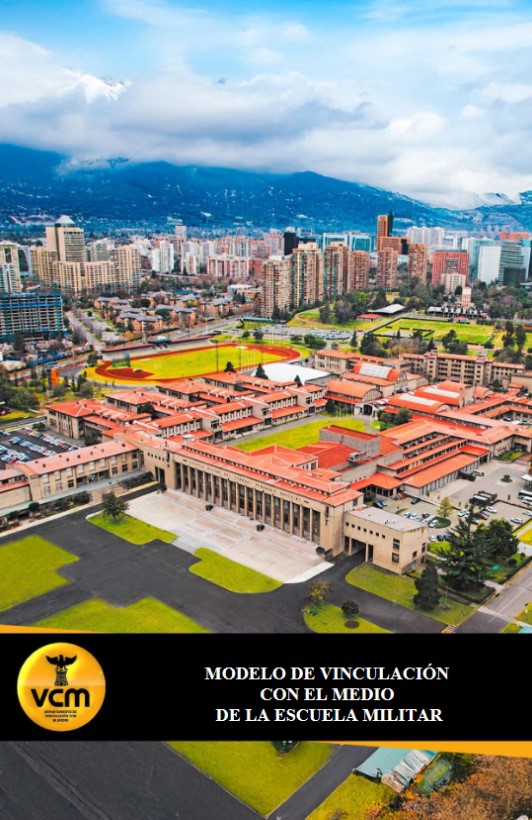 vcm
DEPARTAMENTO DE
VINCULACIÓN CON
EL MEDIO
MODELO DE VINCULACIÓN
CON EL MEDIO
DE LA ESCUELA MILITAR